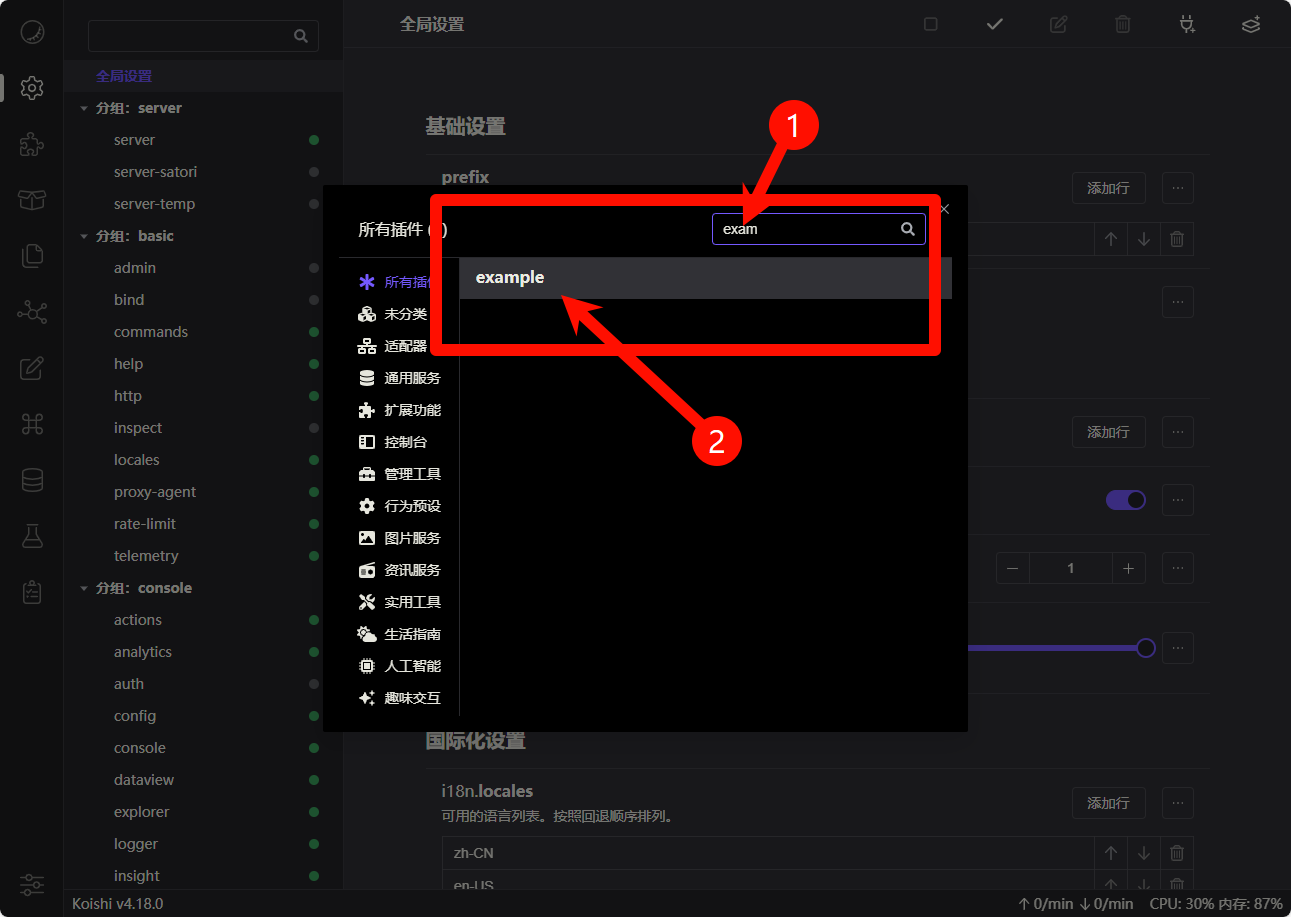 全局设置
全局设置
分组：server
server
server-satori
server-temp
分组：basic
admin
bind
commands
help
http
inspect
locales
proxy-agent
rate-limit
telemetry
分组：console
actions
analytics
auth
config
console
dataview
explorer
logger
insight
基础设置
prefix
添加行
1
所有插件
exam
example
2
所有插件
未分类
适配器
通用服务
扩展功能
控制台
管理工具
行为预设
图片服务
资讯服务
实用工具
生活指南
人工智能
趣味交互
添加行
1
国际化设置
i18n.locales
可用的语言列表。按照回退顺序排列。
添加行
zh-CN
en-US
Koishi v4.18.0
↑ 0/min ↓ 0/min
CPU: 30% 内存: 87%